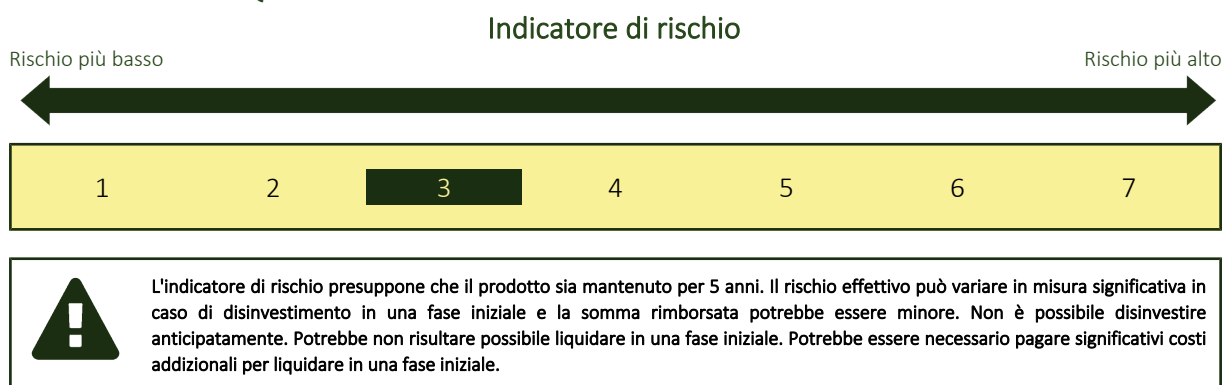 Indicatore di rischio
Rischio più basso
Rischio più alto
1 2 3 4 5 6 7
L'indicatore di rischio presuppone che il prodotto sia mantenuto per 5 anni. Il rischio effettivo può variare in misura significativa in
caso di disinvestimento in una fase iniziale e la somma rimborsata potrebbe essere minore. Non è possibile disinvestire
anticipatamente. Potrebbe non risultare possibile liquidare in una fase iniziale. Potrebbe essere necessario pagare significativi costi
addizionali per liquidare in una fase iniziale.